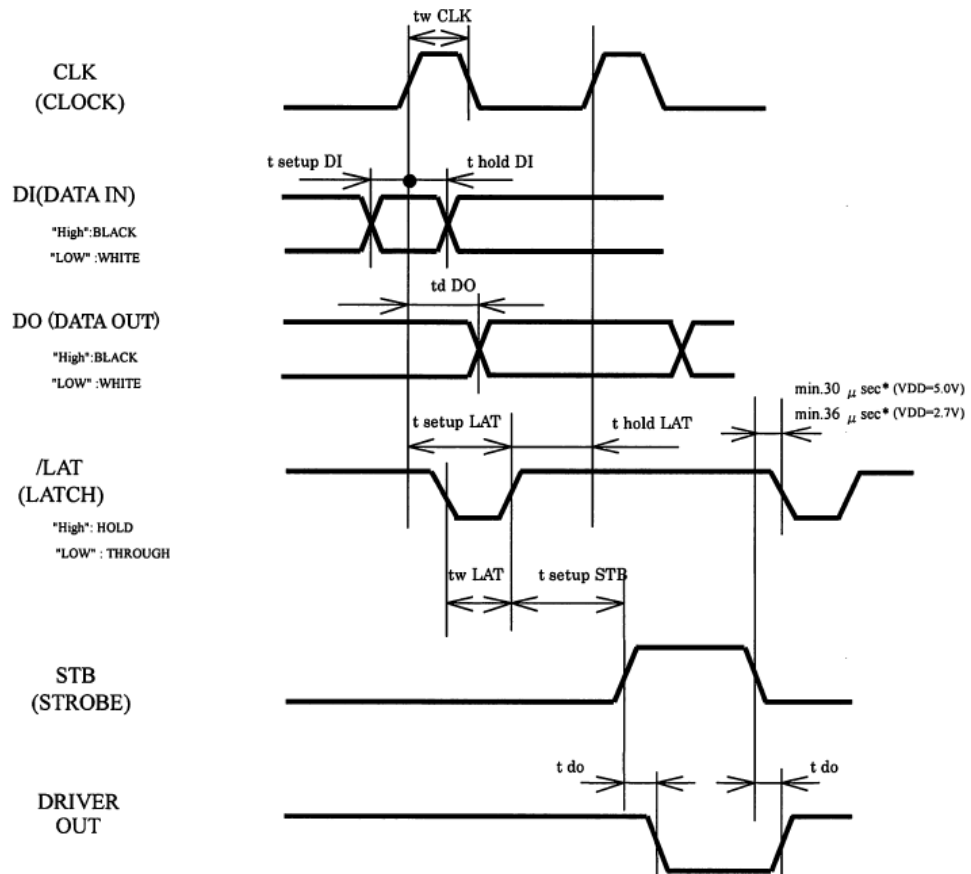 tw CLK
CLK
(CLOCK)
t setup DI
t hold DI
DI(DATA IN)
"High":BLACK
"LOW" :WHITE
td DO
DO (DATA OUT)
"High":BLACK
"LOW" :WHITE
min.30 μ sec* (VDD=5.0V)
min.36 μ sec* (VDD=2.7V)
t setup LAT
t hold LAT
/LAT
(LATCH)
"High": HOLD
"LOW" : THROUGH
tw LAT
t setup STB
STB
(STROBE)
t do
t do
DRIVER
OUT